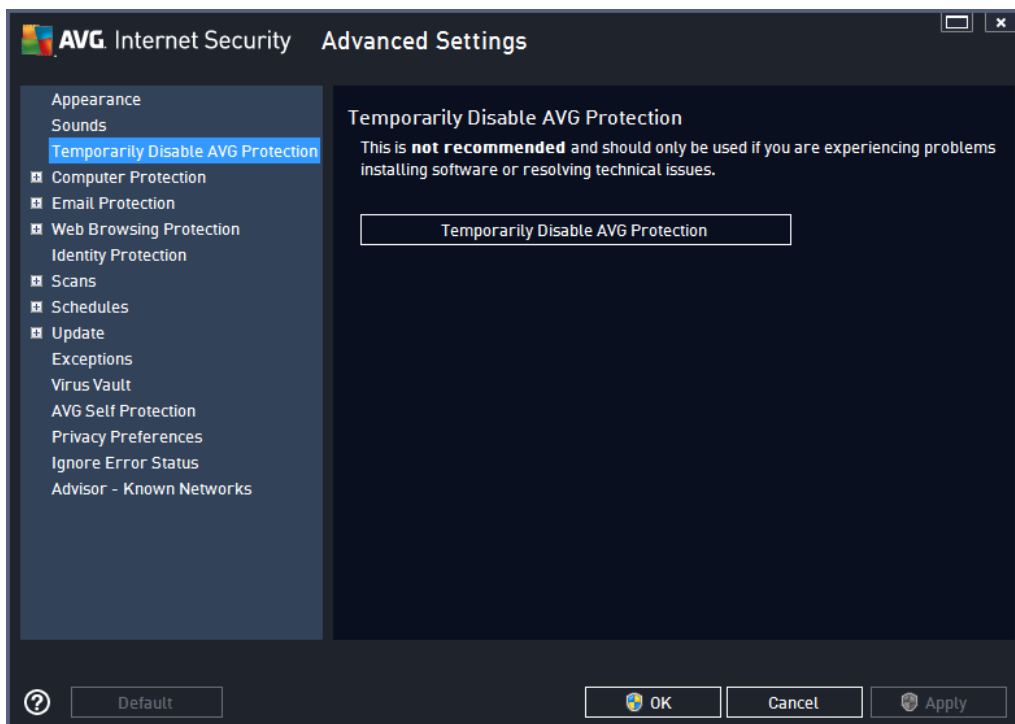 AVG. Internet Security Advanced Settings
Appearance
Sounds
Temporarily Disable AVG Protection
Computer Protection
Email Protection
Web Browsing Protection
Identity Protection
Scans
Schedules
Update
Exceptions
Virus Vault
AVG Self Protection
Privacy Preferences
Ignore Error Status
Advisor - Known Networks
Temporarily Disable AVG Protection
This is not recommended and should only be used if you are experiencing problems
installing software or resolving technical issues.
Temporarily Disable AVG Protection
Default
OK
Cancel
Apply